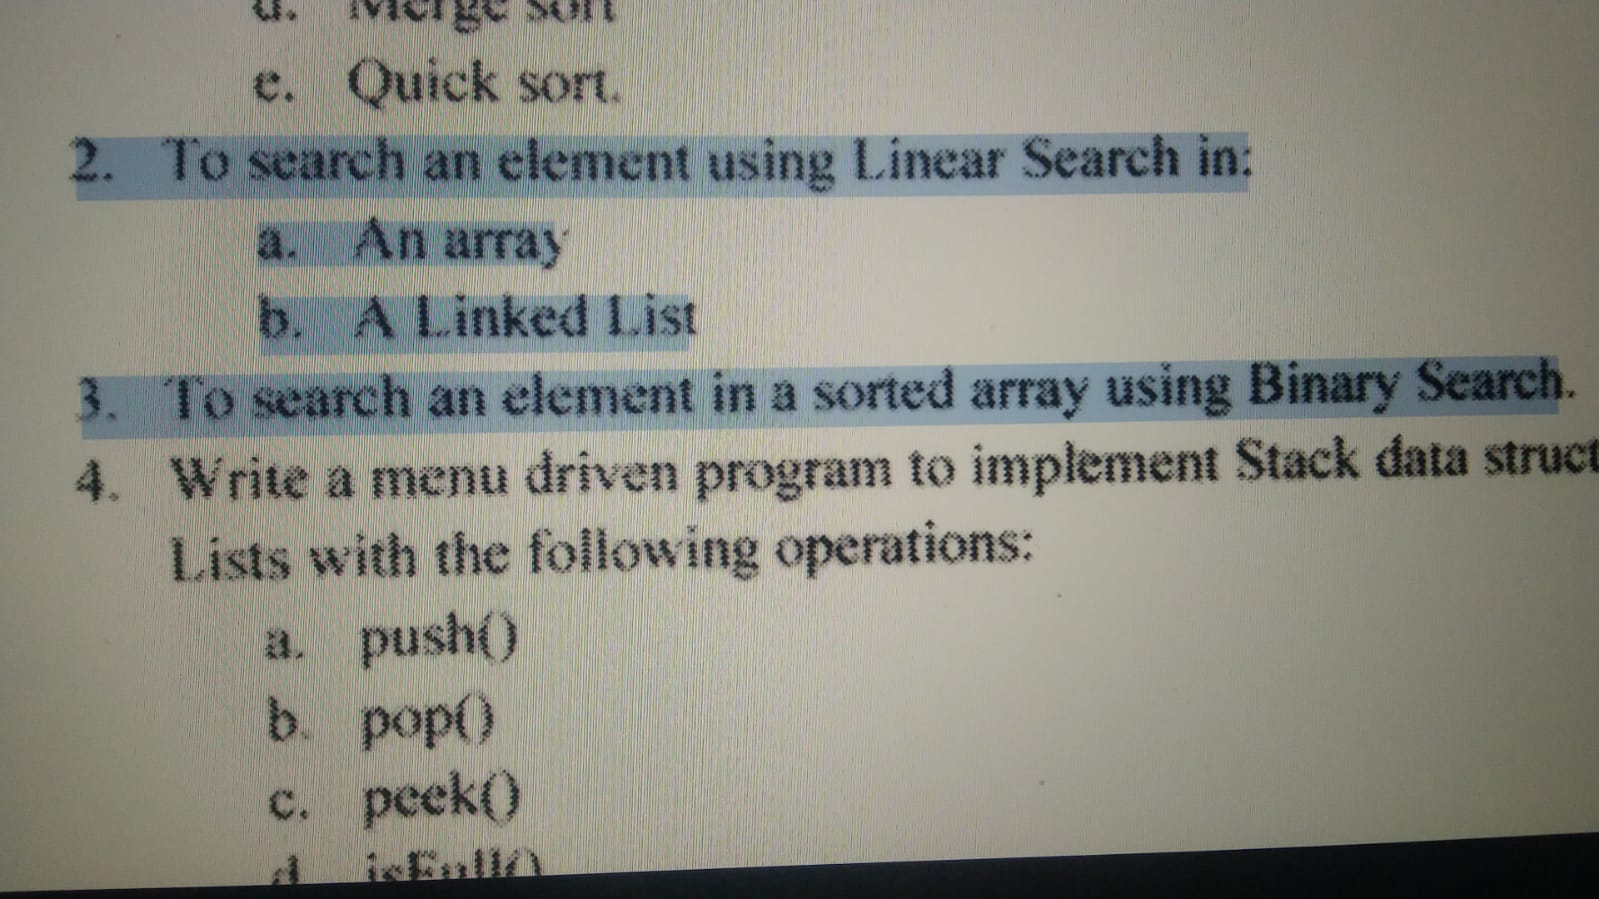 d. Merge sort
e. Quick sort.
2. To search an element using Linear Search in:
a. An array
b. A Linked List
3. To search an element in a sorted array using Binary Search.
4. Write a menu driven program to implement Stack data struct
Lists with the following operations:
a. push()
b. pop()
c. peek()
d. isFull()